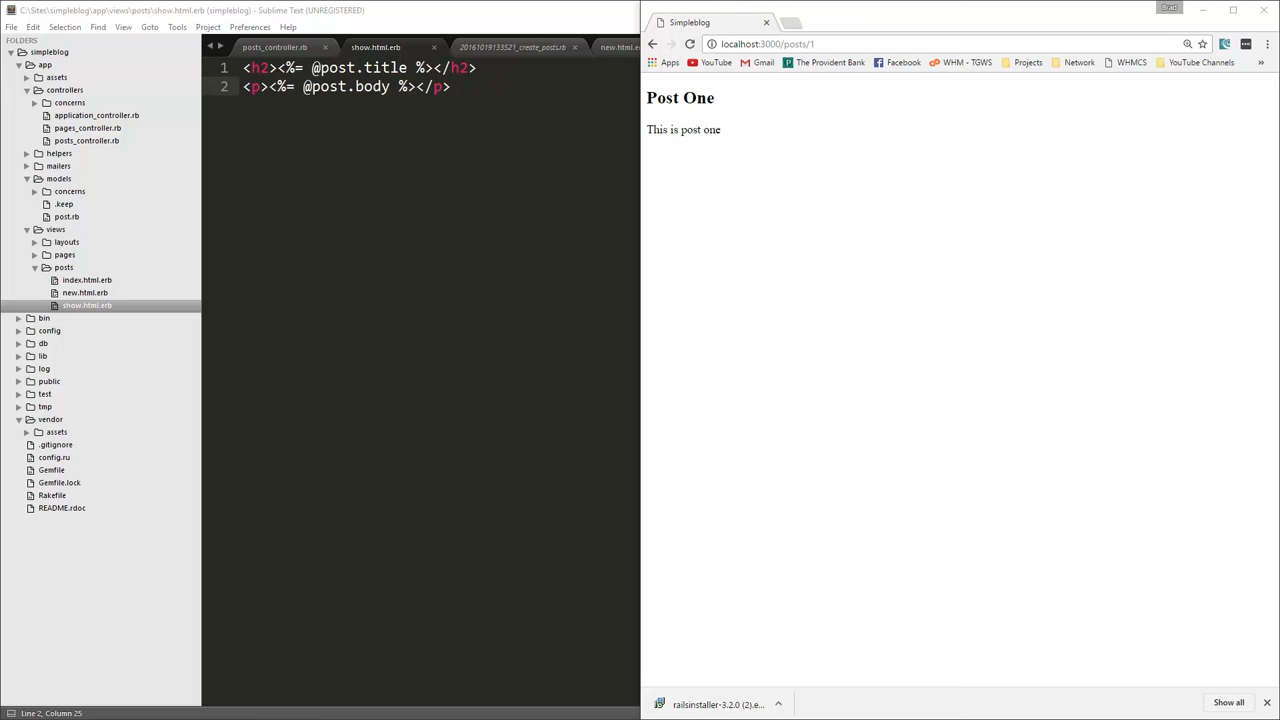 C:\Sites\simpleblog\app\views\posts\show.html.erb (simpleblog) - Sublime Text (UNREGISTERED)
File Edit Selection Find View Goto Tools Project Preferences Help
FOLDERS
simpleblog
app
assets
controllers
concerns
application_controller.rb
pages_controller.rb
posts_controller.rb
helpers
mailers
models
concerns
.keep
post.rb
views
layouts
pages
posts
index.html.erb
new.html.erb
show.html.erb
bin
config
db
lib
log
public
test
tmp
vendor
assets
.gitignore
config.ru
Gemfile
Gemfile.lock
Rakefile
README.rdoc
posts_controller.rb show.html.erb 20161019133521_create_posts.rb new.html.er
1 <h2><%= @post.title %></h2>
2 <p><%= @post.body %></p>
Line 2, Column 25
Brad
Simpleblog
localhost:3000/posts/1
Apps YouTube Gmail The Provident Bank Facebook WHM - TGWS Projects Network WHMCS YouTube Channels »
Post One
This is post one
railsinstaller-3.2.0 (2).e...
Show all